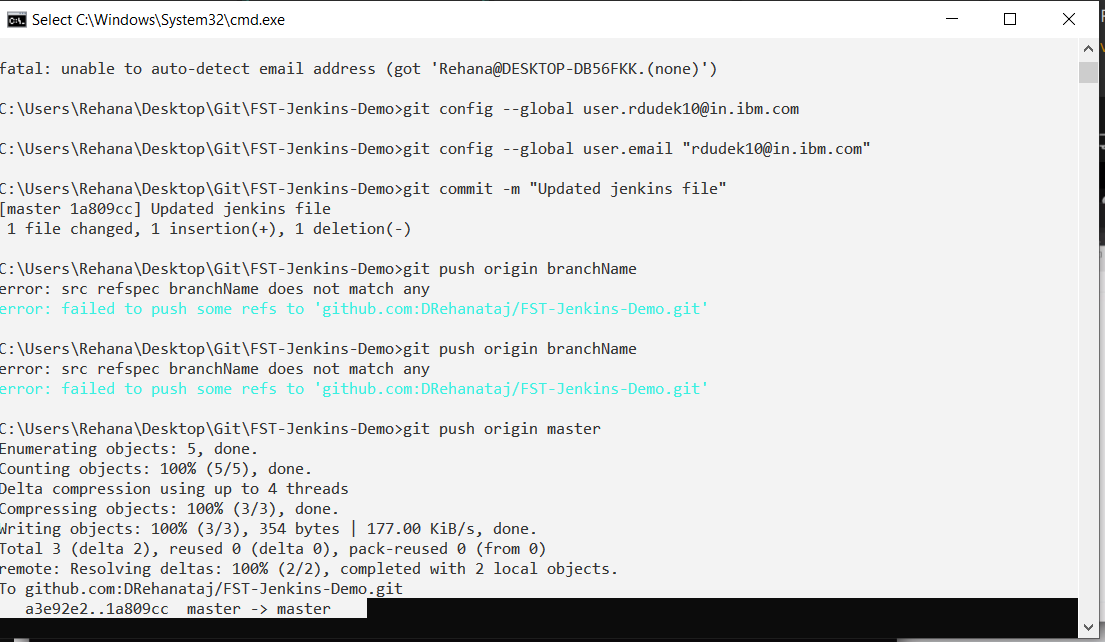 Select C:\Windows\System32\cmd.exe
fatal: unable to auto-detect email address (got 'Rehana@DESKTOP-DB56FKK.(none)')
C:\Users\Rehana\Desktop\Git\FST-Jenkins-Demo>git config --global user.rdudek10@in.ibm.com
C:\Users\Rehana\Desktop\Git\FST-Jenkins-Demo>git config --global user.email "rdudek10@in.ibm.com"
C:\Users\Rehana\Desktop\Git\FST-Jenkins-Demo>git commit -m "Updated jenkins file"
[master 1a809cc] Updated jenkins file
1 file changed, 1 insertion(+), 1 deletion(-)
C:\Users\Rehana\Desktop\Git\FST-Jenkins-Demo>git push origin branchName
error: src refspec branchName does not match any
error: failed to push some refs to 'github.com:DRehanataj/FST-Jenkins-Demo.git'
C:\Users\Rehana\Desktop\Git\FST-Jenkins-Demo>git push origin branchName
error: src refspec branchName does not match any
error: failed to push some refs to 'github.com:DRehanataj/FST-Jenkins-Demo.git'
C:\Users\Rehana\Desktop\Git\FST-Jenkins-Demo>git push origin master
Enumerating objects: 5, done.
Counting objects: 100% (5/5), done.
Delta compression using up to 4 threads
Compressing objects: 100% (3/3), done.
Writing objects: 100% (3/3), 354 bytes | 177.00 KiB/s, done.
Total 3 (delta 2), reused 0 (delta 0), pack-reused 0 (from 0)
remote: Resolving deltas: 100% (2/2), completed with 2 local objects.
To github.com:DRehanataj/FST-Jenkins-Demo.git
a3e92e2..1a809cc  master -> master